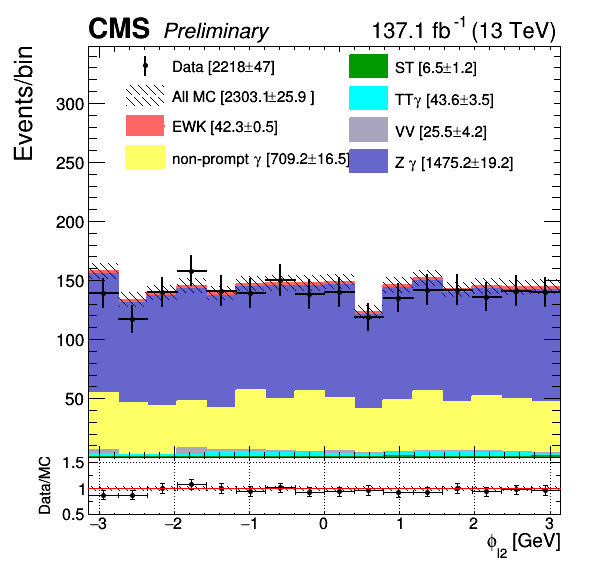 CMS Preliminary 137.1 fb⁻¹ (13 TeV)
Events/bin
Data [2218±47]
All MC [2303.1±25.9 ]
EWK [42.3±0.5]
non-prompt γ [709.2±16.5]
ST [6.5±1.2]
TTγ [43.6±3.5]
VV [25.5±4.2]
Z γ [1475.2±19.2]
350
300
250
200
150
100
50
Data/MC
1.5
1
0.5
−3 −2 −1 0 1 2 3
ϕl2 [GeV]